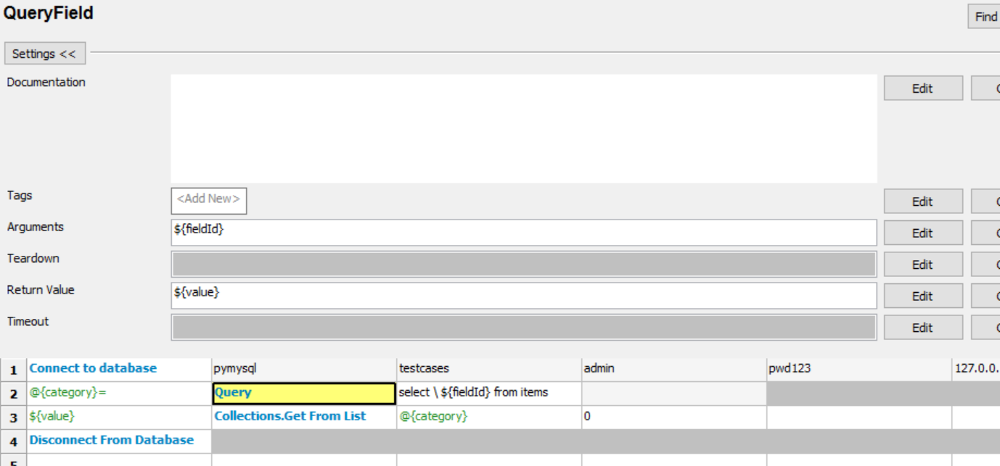 QueryField
Find
Settings <<
Documentation
Edit
Tags
<Add New>
Edit
Arguments
${fieldId}
Edit
Teardown
Edit
Return Value
${value}
Edit
Timeout
Edit
1 Connect to database pymysql testcases admin pwd123 127.0.0.
2 @{category}= Query select \ ${fieldId} from items
3 ${value} Collections.Get From List @{category} 0
4 Disconnect From Database
5